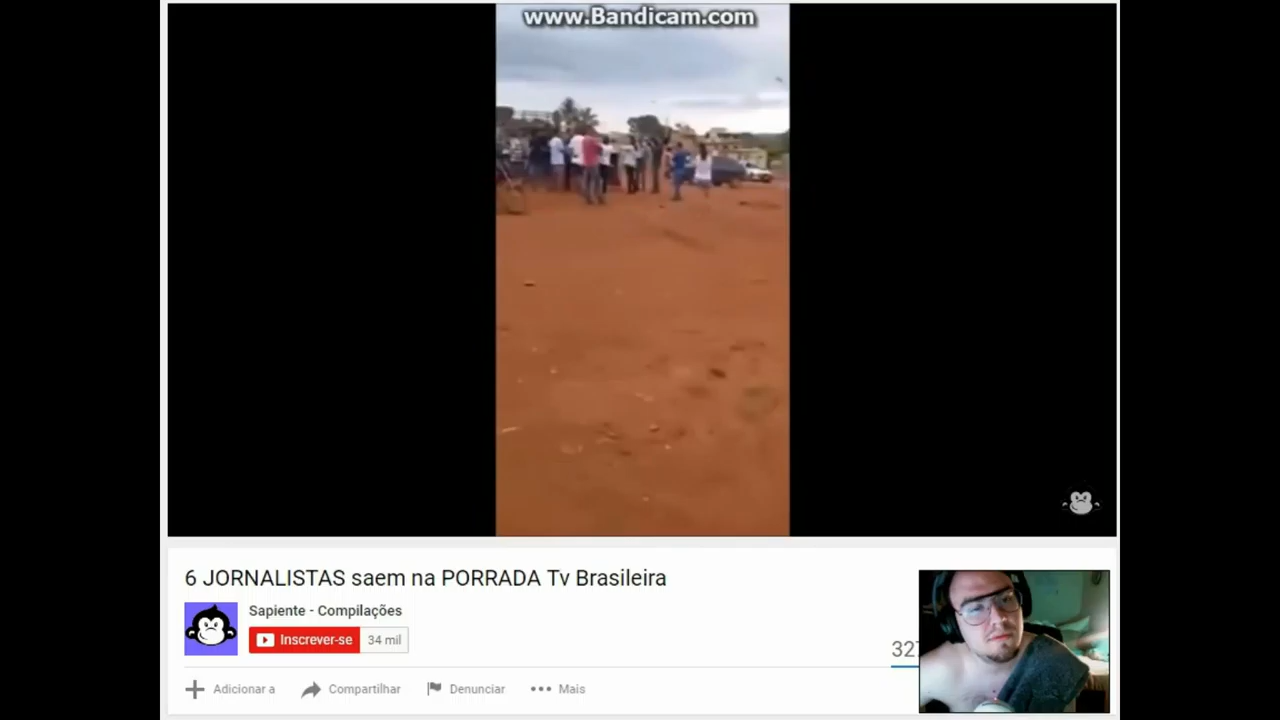 www.Bandicam.com
6 JORNALISTAS saem na PORRADA Tv Brasileira
Sapiente - Compilações
Inscrever-se 34 mil
327
Adicionar a Compartilhar Denunciar Mais